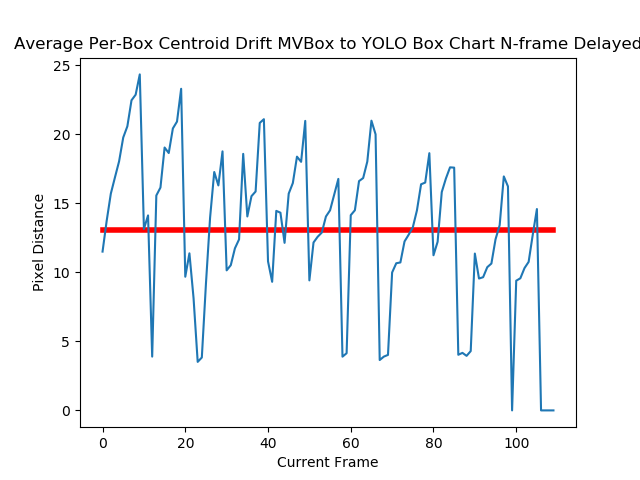 Average Per-Box Centroid Drift MVBox to YOLO Box Chart N-frame Delayed
25
20
15
10
5
0
Pixel Distance
0 20 40 60 80 100
Current Frame